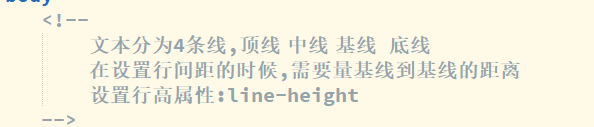 body
<!--
文本分为4条线,顶线 中线 基线 底线
在设置行间距的时候,需要量基线到基线的距离
设置行高属性:line-height
-->